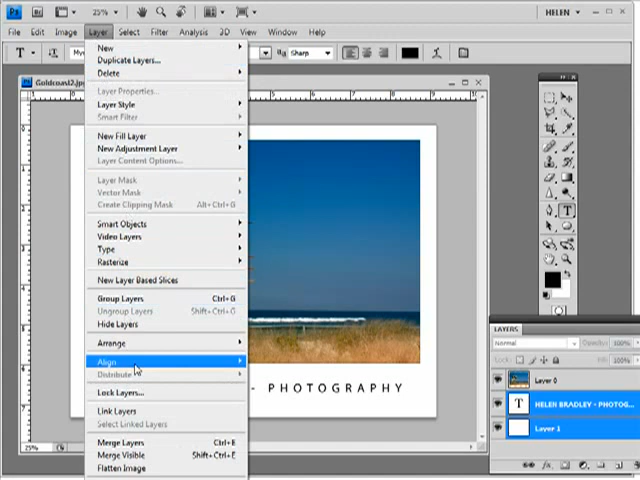 Ps
Br
25%
HELEN
File Edit Image Layer Select Filter Analysis 3D View Window Help
T
Sharp
Goldcoast2.jp
New
Duplicate Layers...
Delete
Layer Properties...
Layer Style
Smart Filter
New Fill Layer
New Adjustment Layer
Layer Content Options...
Layer Mask
Vector Mask
Create Clipping Mask Alt+Ctrl+G
Smart Objects
Video Layers
Type
Rasterize
New Layer Based Slices
Group Layers Ctrl+G
Ungroup Layers Shift+Ctrl+G
Hide Layers
Arrange
Align
Distribute
Lock Layers...
Link Layers
Select Linked Layers
Merge Layers Ctrl+E
Merge Visible Shift+Ctrl+E
Flatten Image
- PHOTOGRAPHY
25%
LAYERS
Normal Opacity: 100%
Lock: Fill: 100%
Layer 0
T HELEN BRADLEY - PHOTOG...
Layer 1